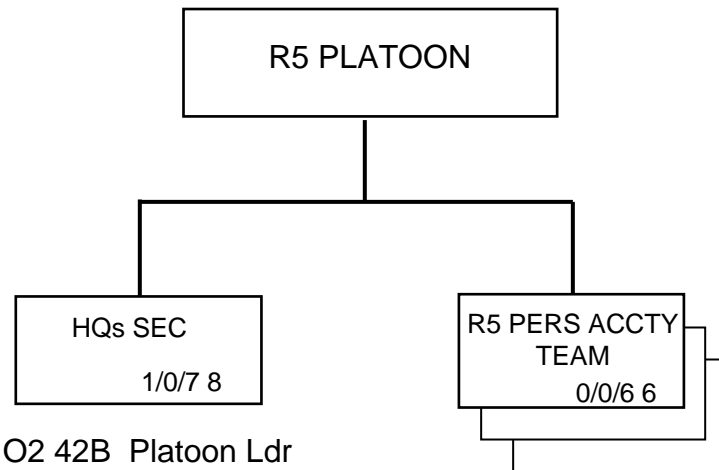 R5 PLATOON
HQs SEC
1/0/7 8
R5 PERS ACCTY
TEAM
0/0/6 6
O2 42B Platoon Ldr